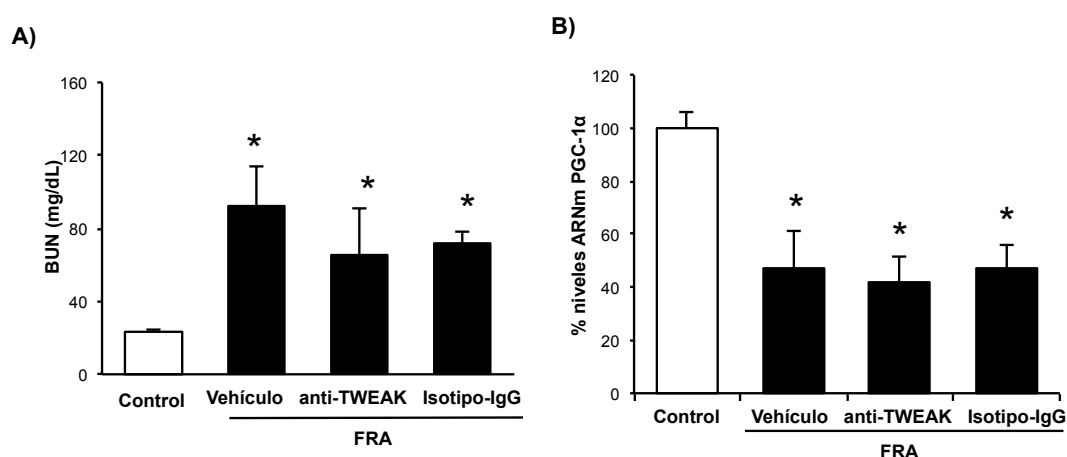 A)
BUN (mg/dL)
160
120
80
40
0
*
*
*
Control
Vehículo
anti-TWEAK
Isotipo-IgG
FRA
B)
% niveles ARNm PGC-1α
120
100
80
60
40
20
0
*
*
*
Control
Vehículo
anti-TWEAK
Isotipo-IgG
FRA